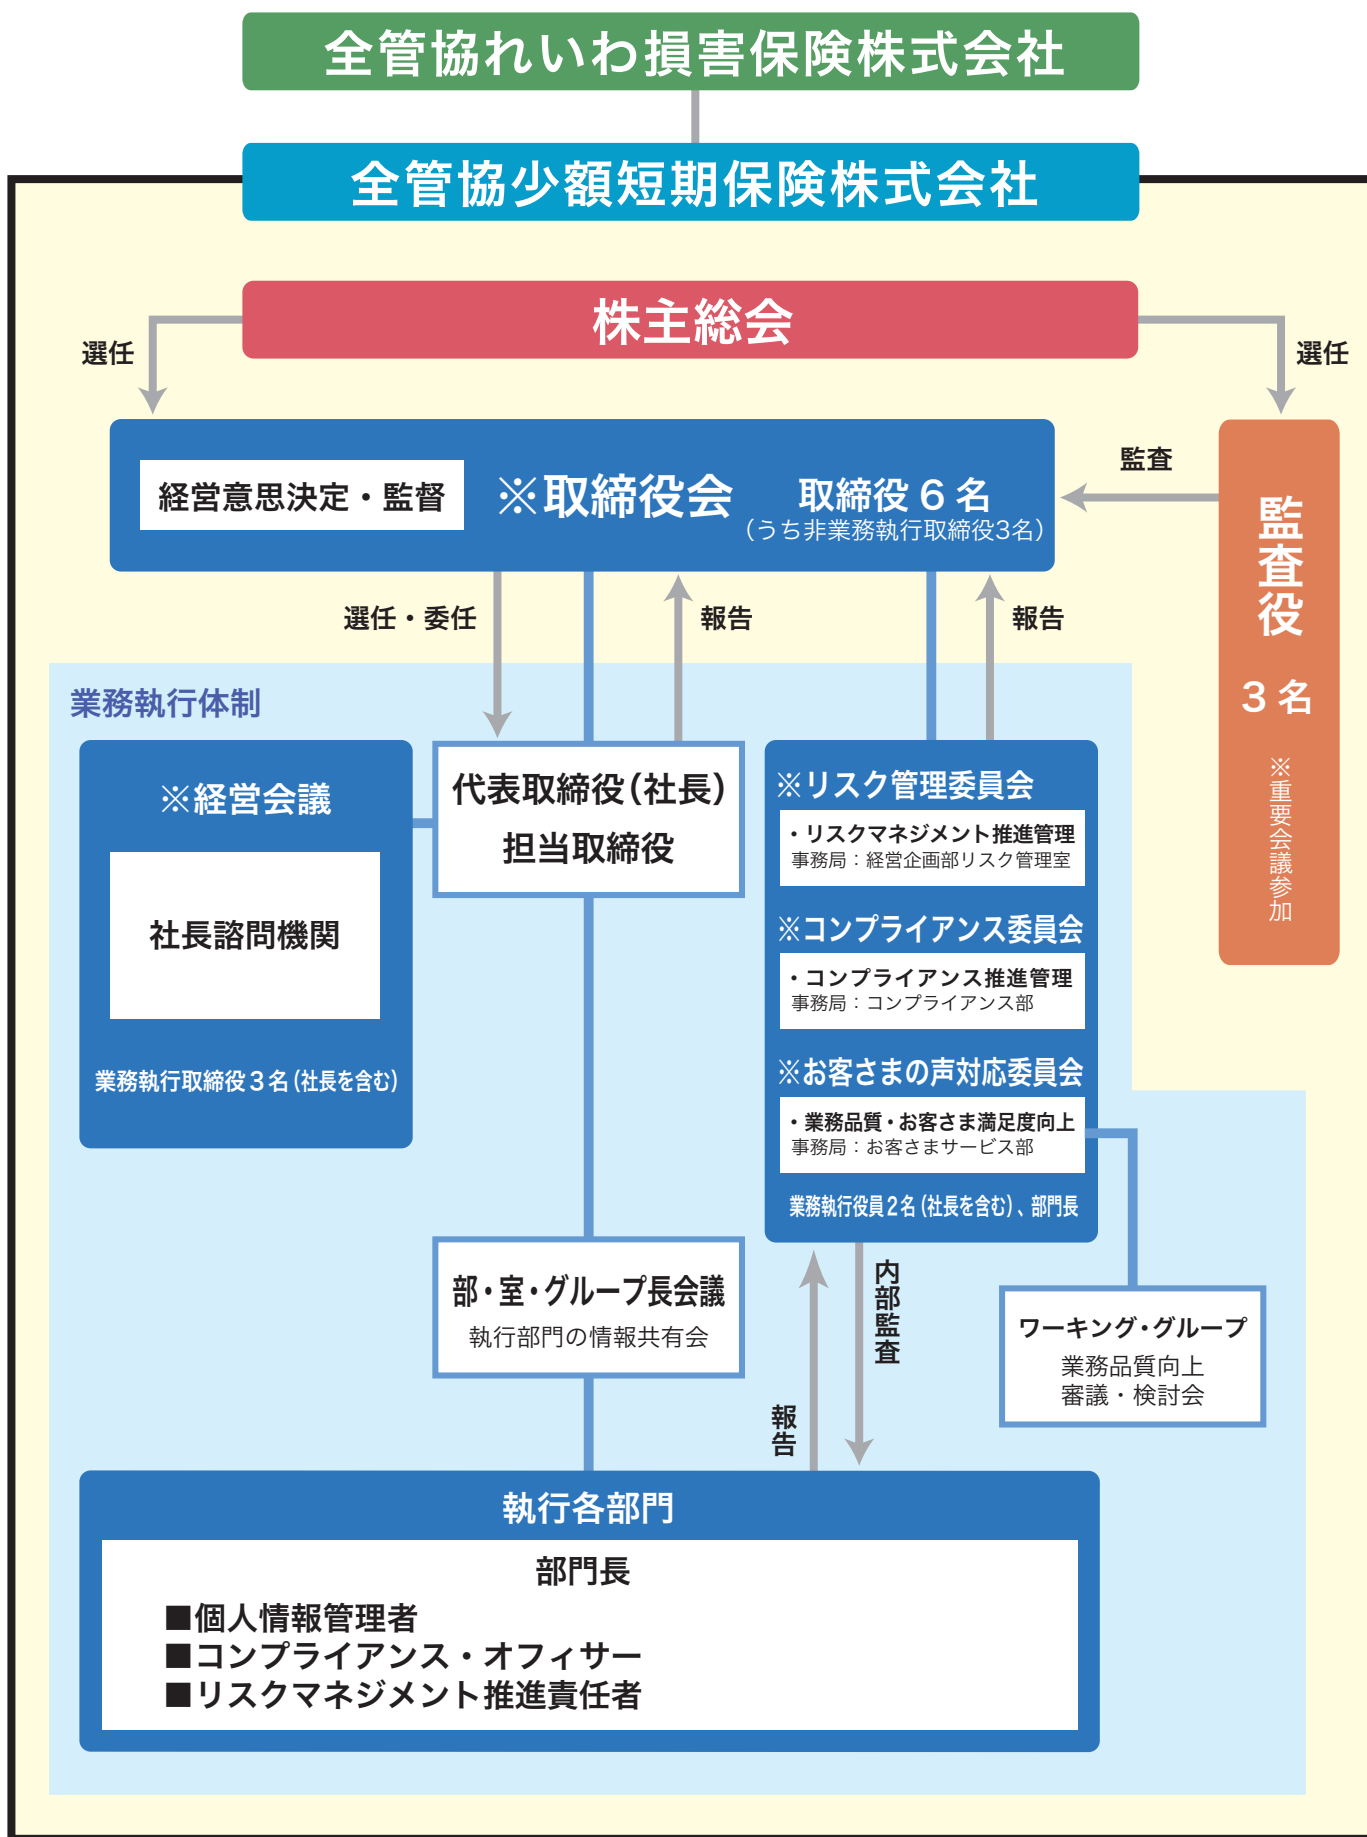 全管協れいわ損害保険株式会社
全管協少額短期保険株式会社
株主総会
選任
選任
経営意思決定・監督
※取締役会
取締役6名
（うち非業務執行取締役3名）
監査
監査役
3名
※重要会議参加
選任・委任
報告
報告
業務執行体制
※経営会議
社長諮問機関
業務執行取締役3名(社長を含む)
代表取締役(社長)
担当取締役
※リスク管理委員会
・リスクマネジメント推進管理
事務局：経営企画部リスク管理室
※コンプライアンス委員会
・コンプライアンス推進管理
事務局：コンプライアンス部
※お客さまの声対応委員会
・業務品質・お客さま満足度向上
事務局：お客さまサービス部
業務執行役員2名(社長を含む)、部門長
部・室・グループ長会議
執行部門の情報共有会
内部監査
報告
ワーキング・グループ
業務品質向上
審議・検討会
執行各部門
部門長
■個人情報管理者
■コンプライアンス・オフィサー
■リスクマネジメント推進責任者